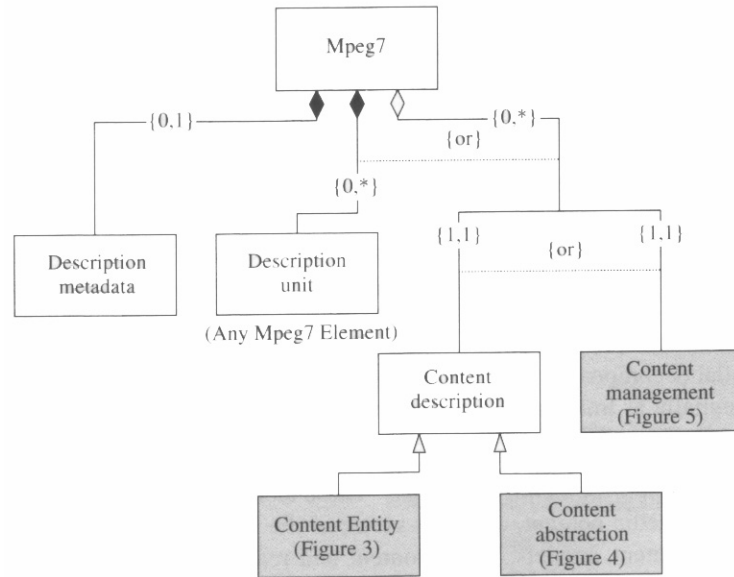 Mpeg7
{0,1}
{0,*}
{or}
{0,*}
Description
metadata
Description
unit
(Any Mpeg7 Element)
{1,1}
{or}
{1,1}
Content
description
Content
management
(Figure 5)
Content Entity
(Figure 3)
Content
abstraction
(Figure 4)